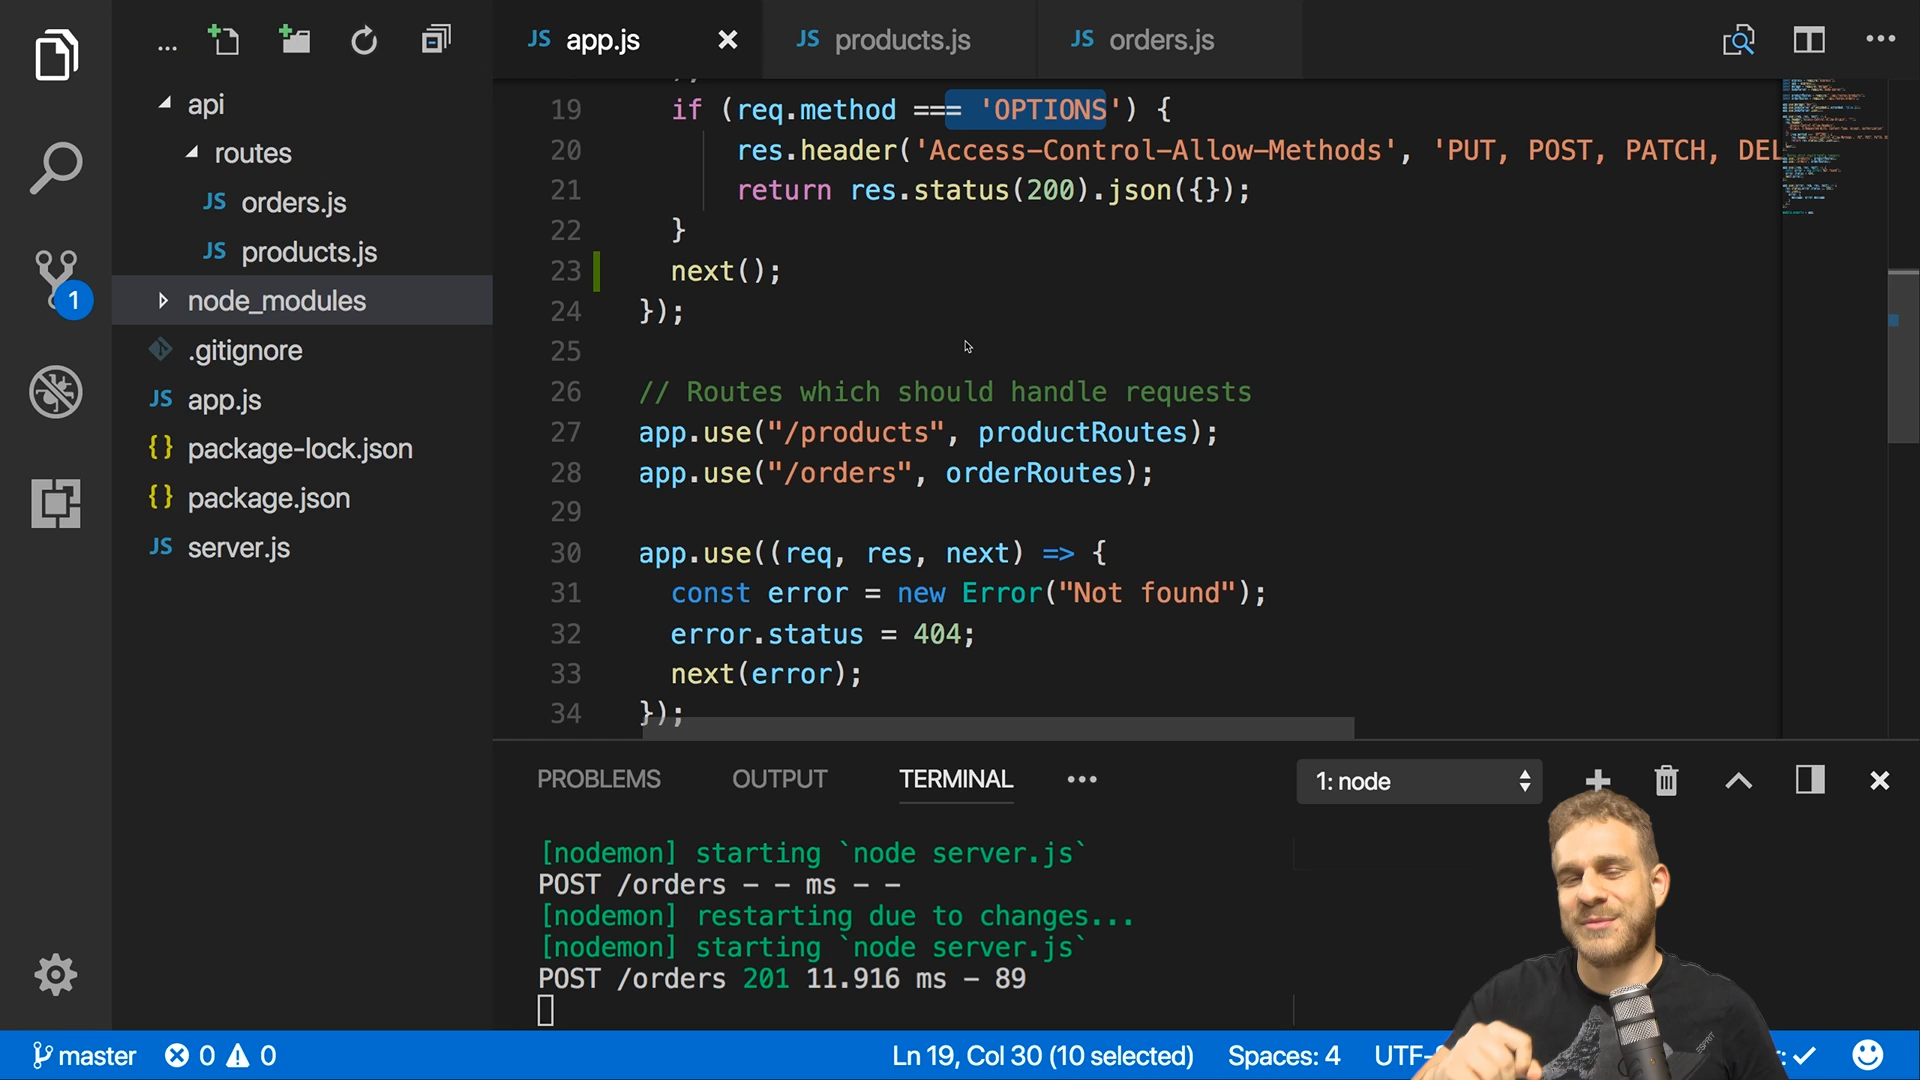 JS app.js
JS products.js
JS orders.js
api
routes
JS orders.js
JS products.js
node_modules
.gitignore
JS app.js
{} package-lock.json
{} package.json
JS server.js
1
19 if (req.method === 'OPTIONS') {
20 res.header('Access-Control-Allow-Methods', 'PUT, POST, PATCH, DEL
21 return res.status(200).json({});
22 }
23 next();
24 });
25
26 // Routes which should handle requests
27 app.use("/products", productRoutes);
28 app.use("/orders", orderRoutes);
29
30 app.use((req, res, next) => {
31 const error = new Error("Not found");
32 error.status = 404;
33 next(error);
34 });
PROBLEMS OUTPUT TERMINAL ••• 1: node
[nodemon] starting `node server.js`
POST /orders - - ms - -
[nodemon] restarting due to changes...
[nodemon] starting `node server.js`
POST /orders 201 11.916 ms - 89
master 0 0 Ln 19, Col 30 (10 selected) Spaces: 4 UTF-
ESPRIT